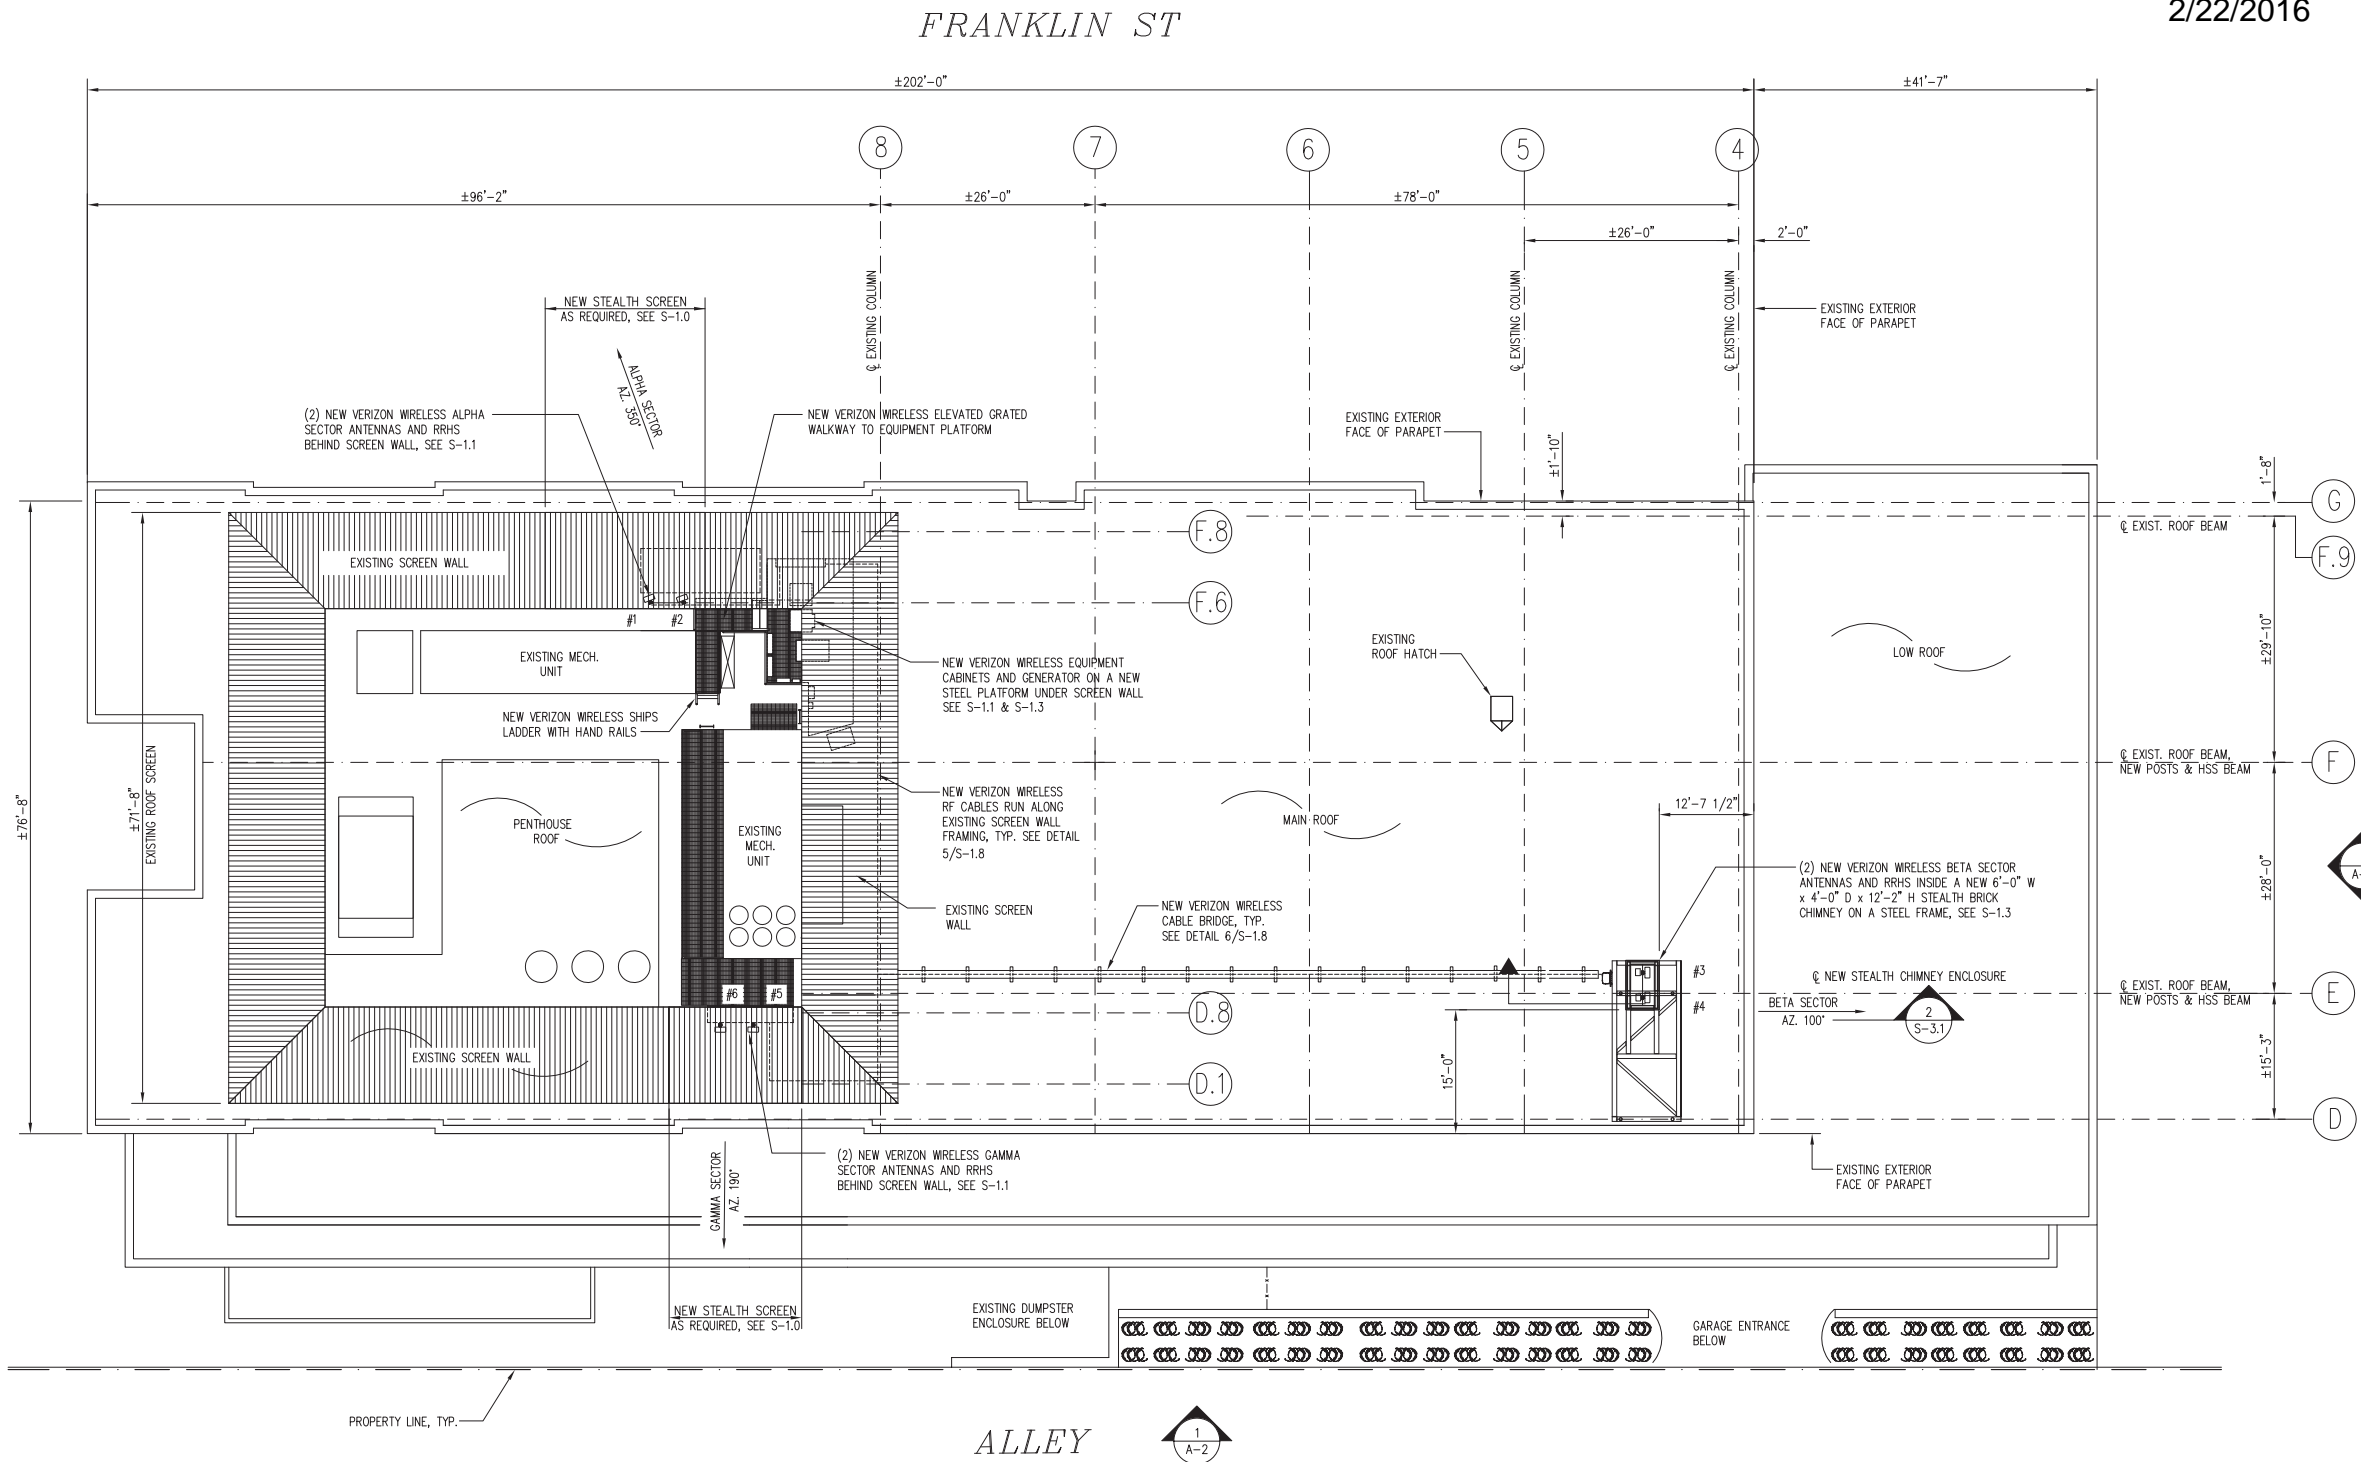 2/22/2016
FRANKLIN ST
±202'-0"
±41'-7"
8
7
6
5
4
±96'-2"
±26'-0"
±78'-0"
±26'-0"
2'-0"
℄ EXISTING COLUMN
℄ EXISTING COLUMN
℄ EXISTING COLUMN
NEW STEALTH SCREEN
AS REQUIRED, SEE S-1.0
EXISTING EXTERIOR
FACE OF PARAPET
ALPHA SECTOR
AZ. 350°
(2) NEW VERIZON WIRELESS ALPHA
SECTOR ANTENNAS AND RRHS
BEHIND SCREEN WALL, SEE S-1.1
NEW VERIZON WIRELESS ELEVATED GRATED
WALKWAY TO EQUIPMENT PLATFORM
EXISTING EXTERIOR
FACE OF PARAPET
±1'-10"
1'-8"
G
℄ EXIST. ROOF BEAM
F.9
F.8
EXISTING SCREEN WALL
F.6
#1
#2
±29'-10"
EXISTING
ROOF HATCH
LOW ROOF
EXISTING MECH.
UNIT
NEW VERIZON WIRELESS EQUIPMENT
CABINETS AND GENERATOR ON A NEW
STEEL PLATFORM UNDER SCREEN WALL
SEE S-1.1 & S-1.3
NEW VERIZON WIRELESS SHIPS
LADDER WITH HAND RAILS
℄ EXIST. ROOF BEAM,
NEW POSTS & HSS BEAM
F
±76'-8"
±71'-8"
EXISTING ROOF SCREEN
NEW VERIZON WIRELESS
RF CABLES RUN ALONG
EXISTING SCREEN WALL
FRAMING, TYP. SEE DETAIL
5/S-1.8
12'-7 1/2"
PENTHOUSE
ROOF
EXISTING
MECH.
UNIT
MAIN ROOF
(2) NEW VERIZON WIRELESS BETA SECTOR
ANTENNAS AND RRHS INSIDE A NEW 6'-0" W
x 4'-0" D x 12'-2" H STEALTH BRICK
CHIMNEY ON A STEEL FRAME, SEE S-1.3
±28'-0"
EXISTING SCREEN
WALL
NEW VERIZON WIRELESS
CABLE BRIDGE, TYP.
SEE DETAIL 6/S-1.8
#3
℄ NEW STEALTH CHIMNEY ENCLOSURE
℄ EXIST. ROOF BEAM,
NEW POSTS & HSS BEAM
E
#6
#5
#4
BETA SECTOR
AZ. 100°
2
S-3.1
D.8
EXISTING SCREEN WALL
15'-0"
±15'-3"
D.1
D
(2) NEW VERIZON WIRELESS GAMMA
SECTOR ANTENNAS AND RRHS
BEHIND SCREEN WALL, SEE S-1.1
EXISTING EXTERIOR
FACE OF PARAPET
GAMMA SECTOR
AZ. 190°
NEW STEALTH SCREEN
AS REQUIRED, SEE S-1.0
EXISTING DUMPSTER
ENCLOSURE BELOW
GARAGE ENTRANCE
BELOW
PROPERTY LINE, TYP.
ALLEY
1
A-2